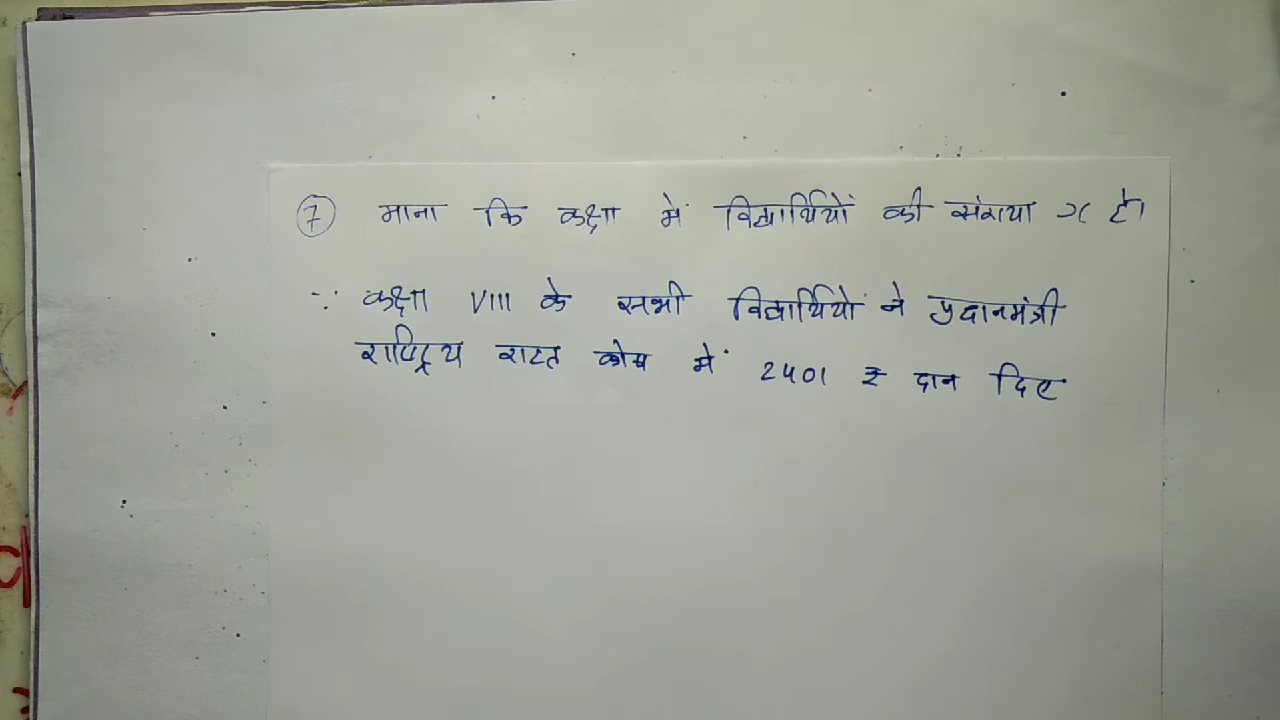 7 माना कि कक्षा में विद्यार्थियों की संख्या x है।
∵ कक्षा VIII के सभी विद्यार्थियों ने प्रधानमंत्री
राष्ट्रिय राहत कोष में 2401 ₹ दान दिए